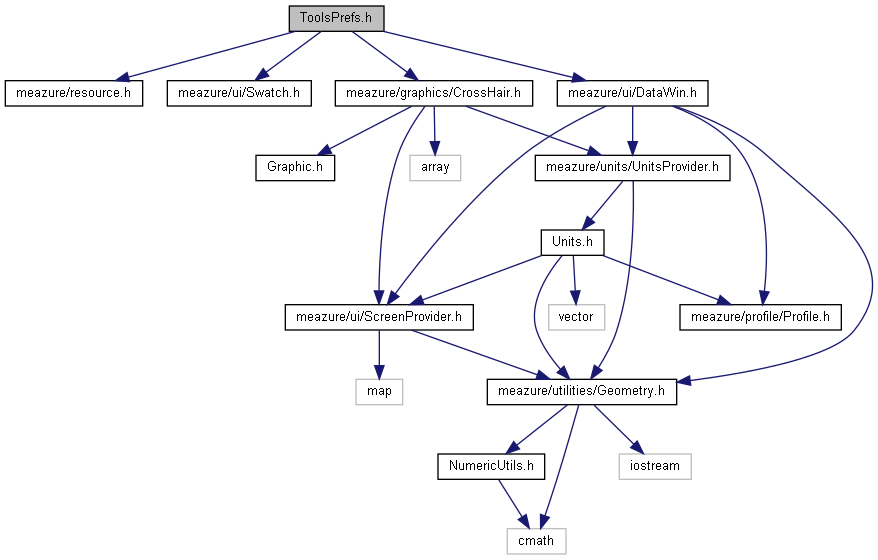 ToolsPrefs.h
meazure/resource.h
meazure/ui/Swatch.h
meazure/graphics/CrossHair.h
meazure/ui/DataWin.h
Graphic.h
array
meazure/units/UnitsProvider.h
Units.h
meazure/ui/ScreenProvider.h
vector
meazure/profile/Profile.h
map
meazure/utilities/Geometry.h
NumericUtils.h
iostream
cmath